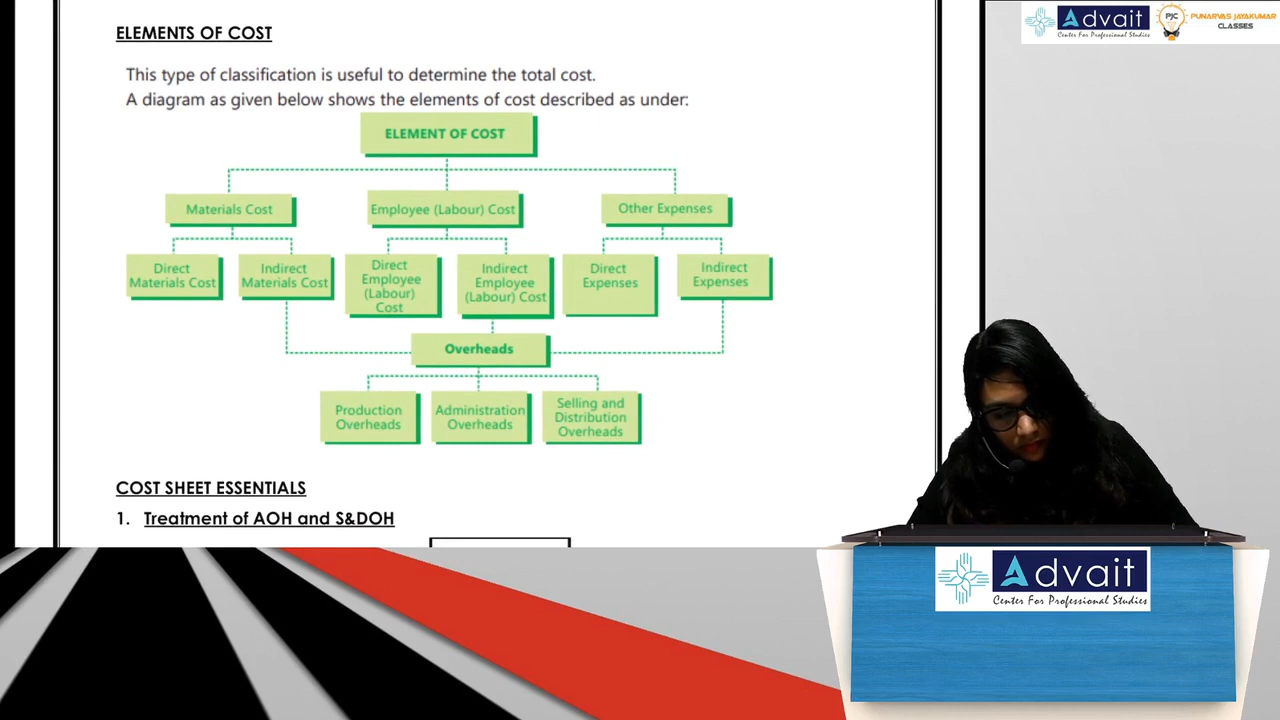 ELEMENTS OF COST
This type of classification is useful to determine the total cost.
A diagram as given below shows the elements of cost described as under:
ELEMENT OF COST
Materials Cost
Employee (Labour) Cost
Other Expenses
Direct
Materials Cost
Indirect
Materials Cost
Direct
Employee
(Labour)
Cost
Indirect
Employee
(Labour) Cost
Direct
Expenses
Indirect
Expenses
Overheads
Production
Overheads
Administration
Overheads
Selling and
Distribution
Overheads
COST SHEET ESSENTIALS
1. Treatment of AOH and S&DOH
Advait
Center For Professional Studies
PJC
PUNARVAS JAYAKUMAR
CLASSES
Advait
Center For Professional Studies